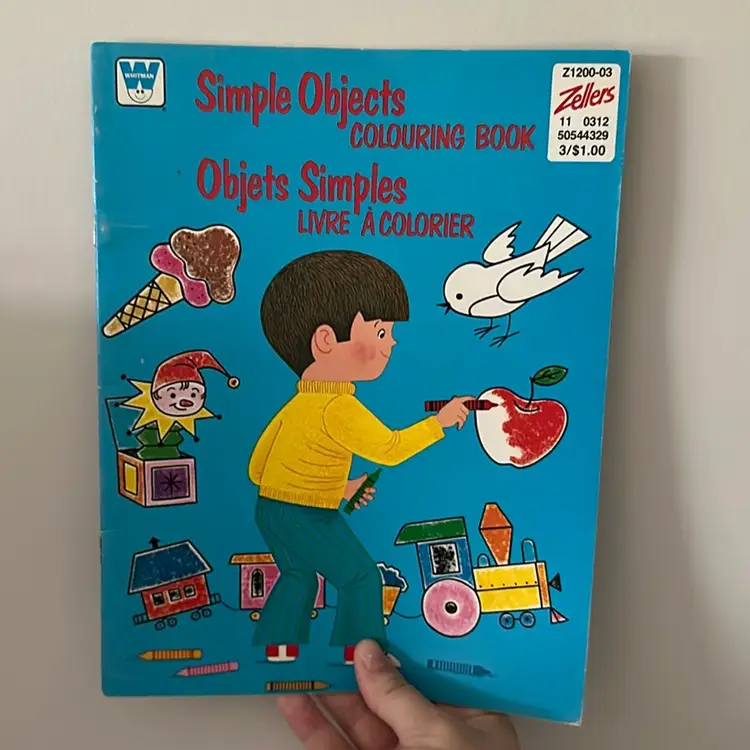 WHITMAN
Simple Objects
COLOURING BOOK
Objets Simples
LIVRE À COLORIER
Z1200-03
Zellers
11 0312
50544329
3/$1.00